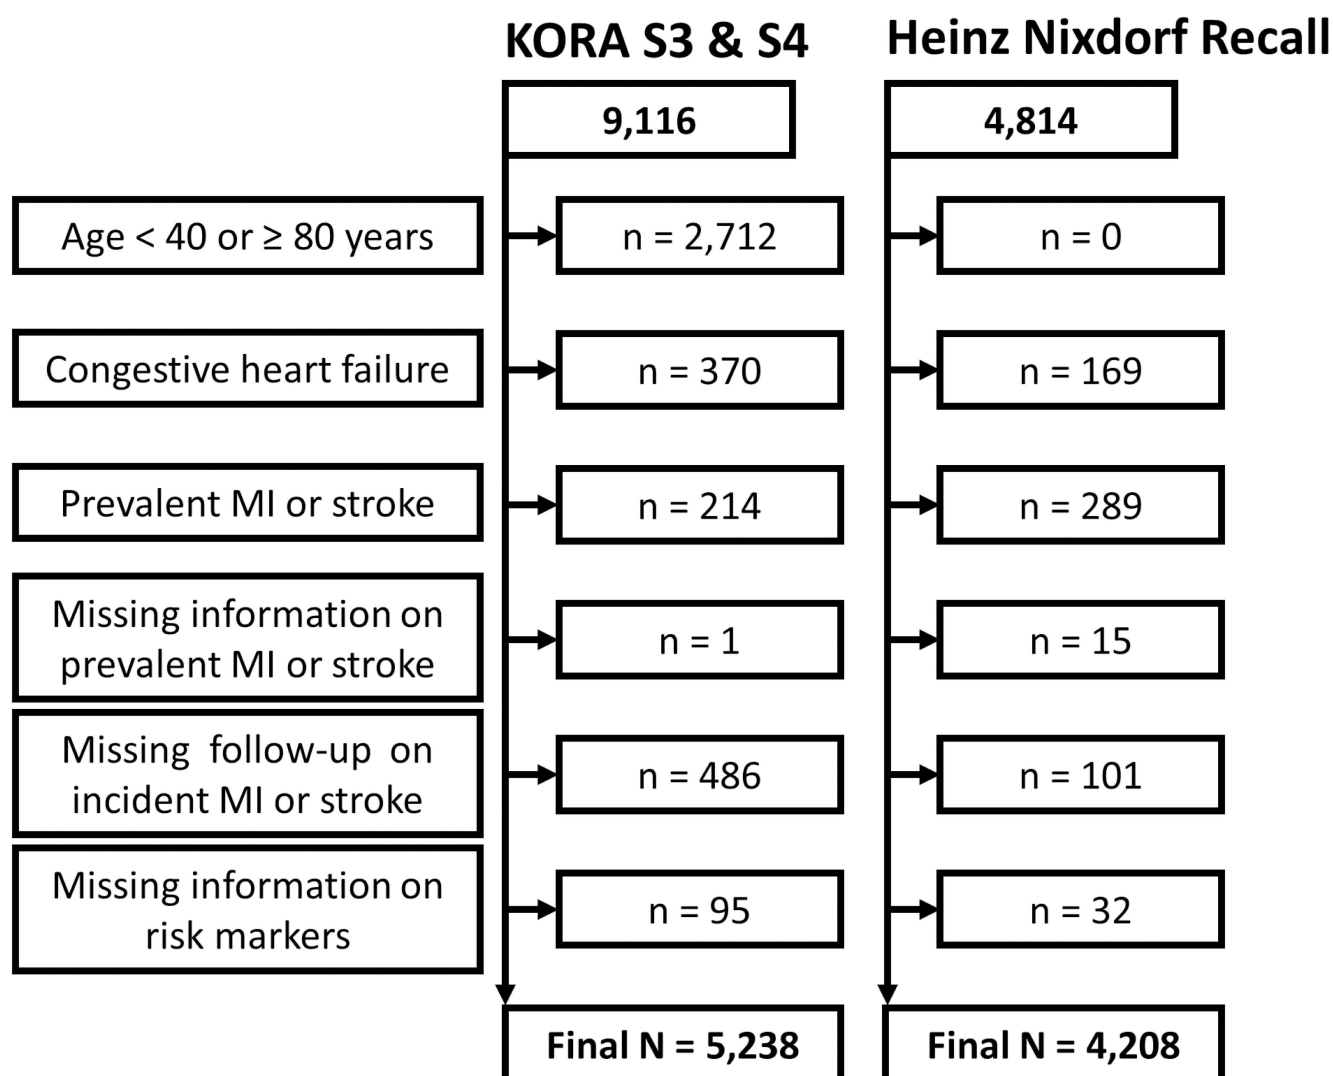 KORA S3 & S4
Heinz Nixdorf Recall
9,116
4,814
Age < 40 or ≥ 80 years
n = 2,712
n = 0
Congestive heart failure
n = 370
n = 169
Prevalent MI or stroke
n = 214
n = 289
Missing information on
prevalent MI or stroke
n = 1
n = 15
Missing follow-up on
incident MI or stroke
n = 486
n = 101
Missing information on
risk markers
n = 95
n = 32
Final N = 5,238
Final N = 4,208